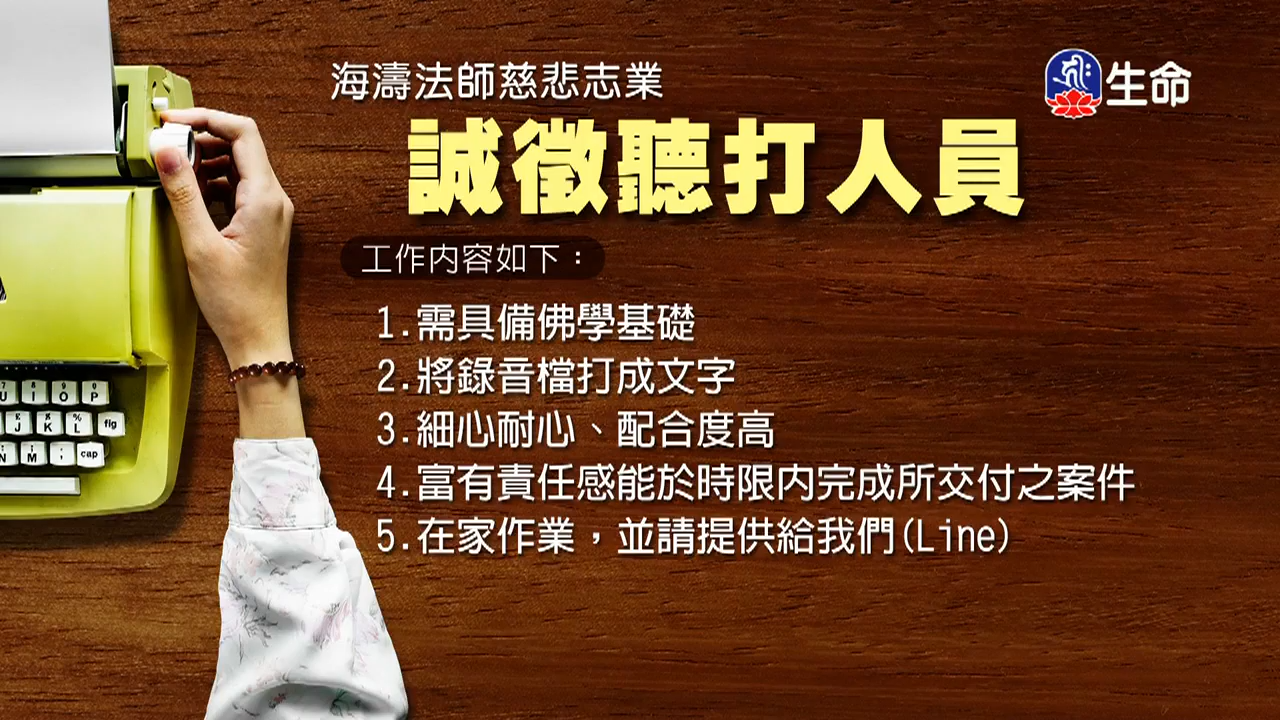 海濤法師慈悲志業
生命
誠徵聽打人員
工作内容如下：
1.需具備佛學基礎
2.將錄音檔打成文字
3.細心耐心、配合度高
4.富有責任感能於時限内完成所交付之案件
5.在家作業，並請提供給我們(Line)
U I O P
J K L fig
N M : cap